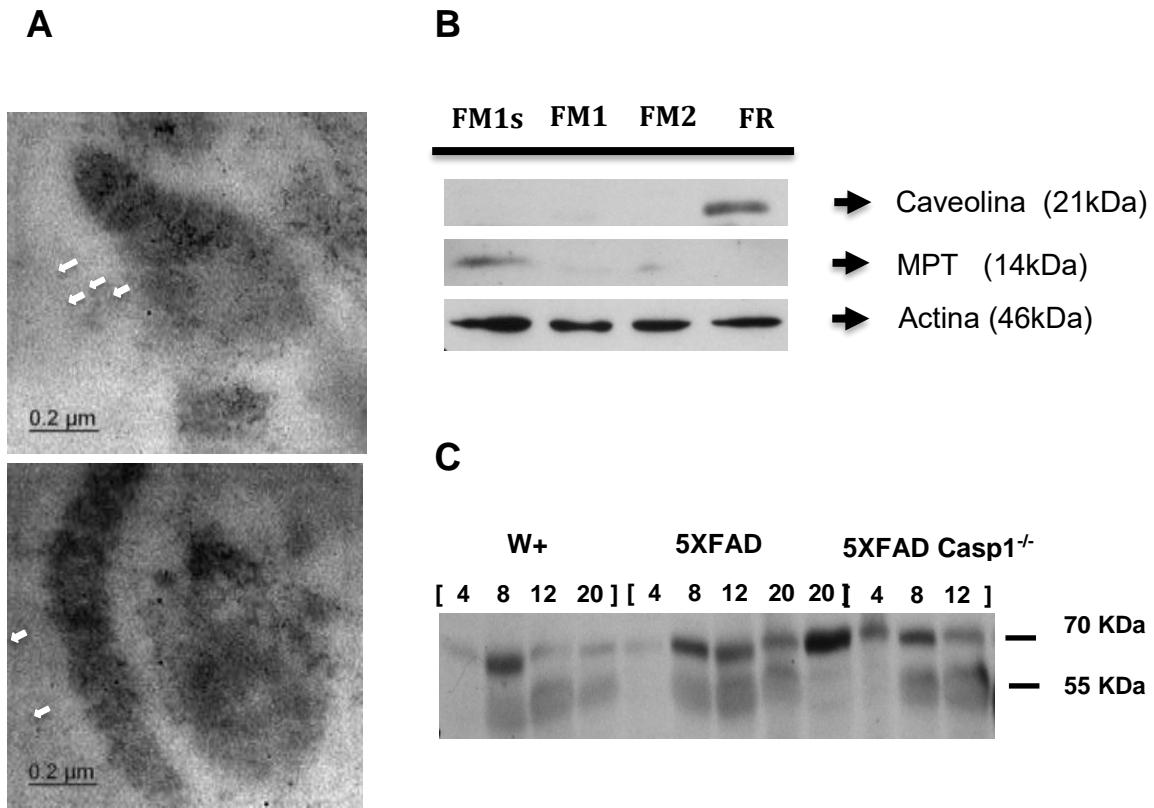 A
0.2 µm
0.2 µm
B
FM1s FM1 FM2 FR
Caveolina (21kDa)
MPT (14kDa)
Actina (46kDa)
C
W+ 5XFAD 5XFAD Casp1-/-
[ 4 8 12 20 ] [ 4 8 12 20 20 ] [ 4 8 12 ]
70 KDa
55 KDa